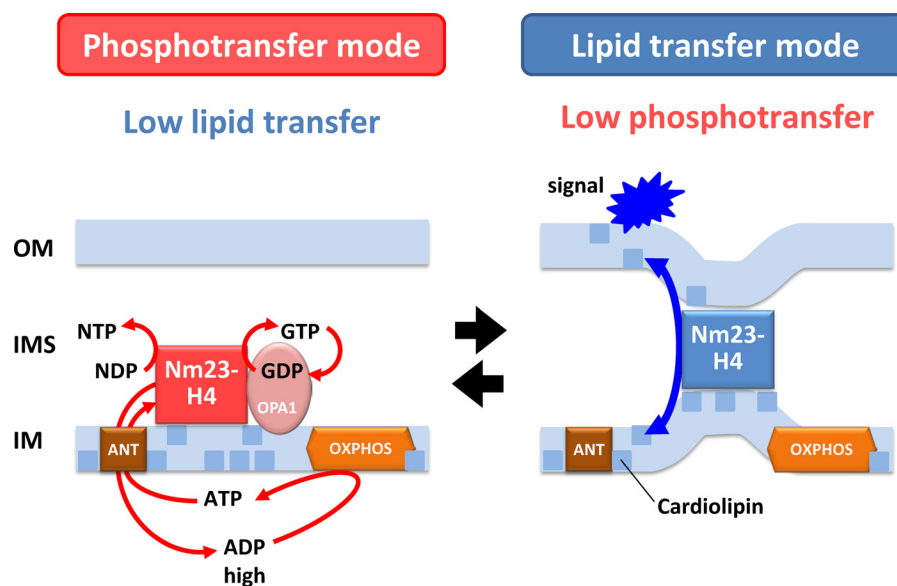 Phosphotransfer mode
Low lipid transfer
OM
IMS
IM
NTP
NDP
Nm23-
H4
GTP
GDP
OPA1
ANT
OXPHOS
ATP
ADP
high
Lipid transfer mode
Low phosphotransfer
signal
Nm23-
H4
ANT
OXPHOS
Cardiolipin